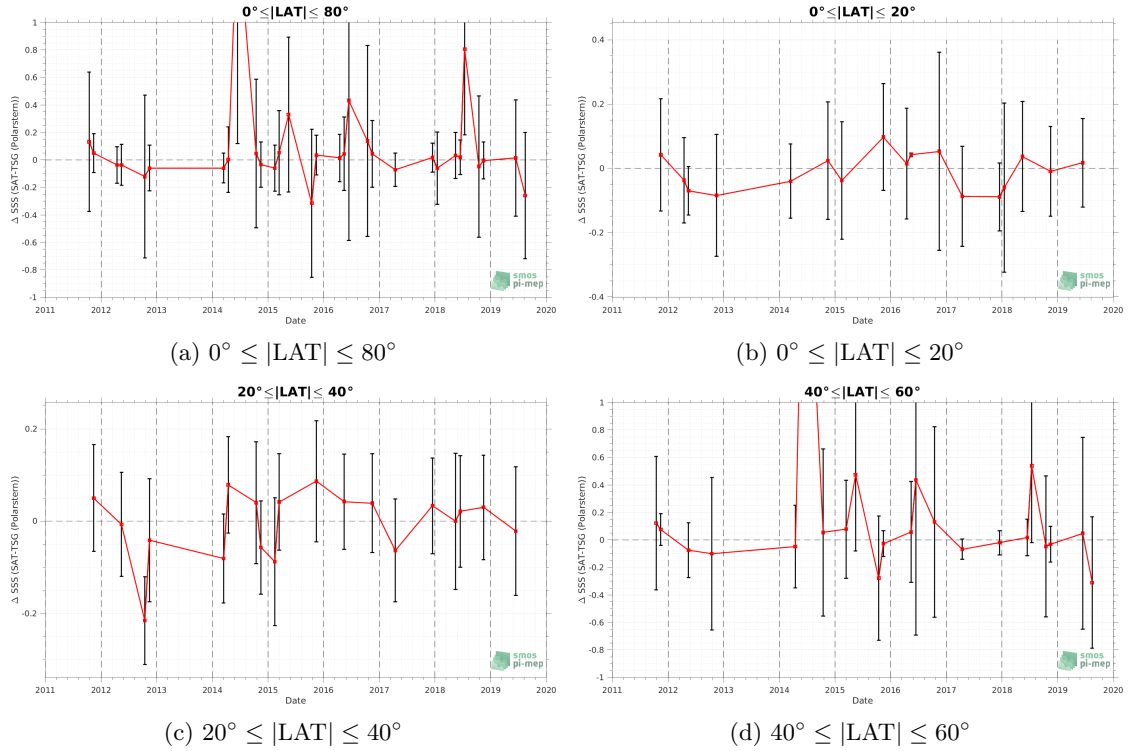 0°≤|LAT|≤ 80°
Δ SSS (SAT-TSG (Polarstern))
1
0.8
0.6
0.4
0.2
0
-0.2
-0.4
-0.6
-0.8
-1
2011 2012 2013 2014 2015 2016 2017 2018 2019 2020
Date
smos
pi-mep
(a) 0° ≤ |LAT| ≤ 80°
0°≤|LAT|≤ 20°
Δ SSS (SAT-TSG (Polarstern))
0.4
0.2
0
-0.2
-0.4
2011 2012 2013 2014 2015 2016 2017 2018 2019 2020
Date
smos
pi-mep
(b) 0° ≤ |LAT| ≤ 20°
20°≤|LAT|≤ 40°
Δ SSS (SAT-TSG (Polarstern))
0.2
0
-0.2
2011 2012 2013 2014 2015 2016 2017 2018 2019 2020
Date
smos
pi-mep
(c) 20° ≤ |LAT| ≤ 40°
40°≤|LAT|≤ 60°
Δ SSS (SAT-TSG (Polarstern))
1
0.8
0.6
0.4
0.2
0
-0.2
-0.4
-0.6
-0.8
-1
2011 2012 2013 2014 2015 2016 2017 2018 2019 2020
Date
smos
pi-mep
(d) 40° ≤ |LAT| ≤ 60°